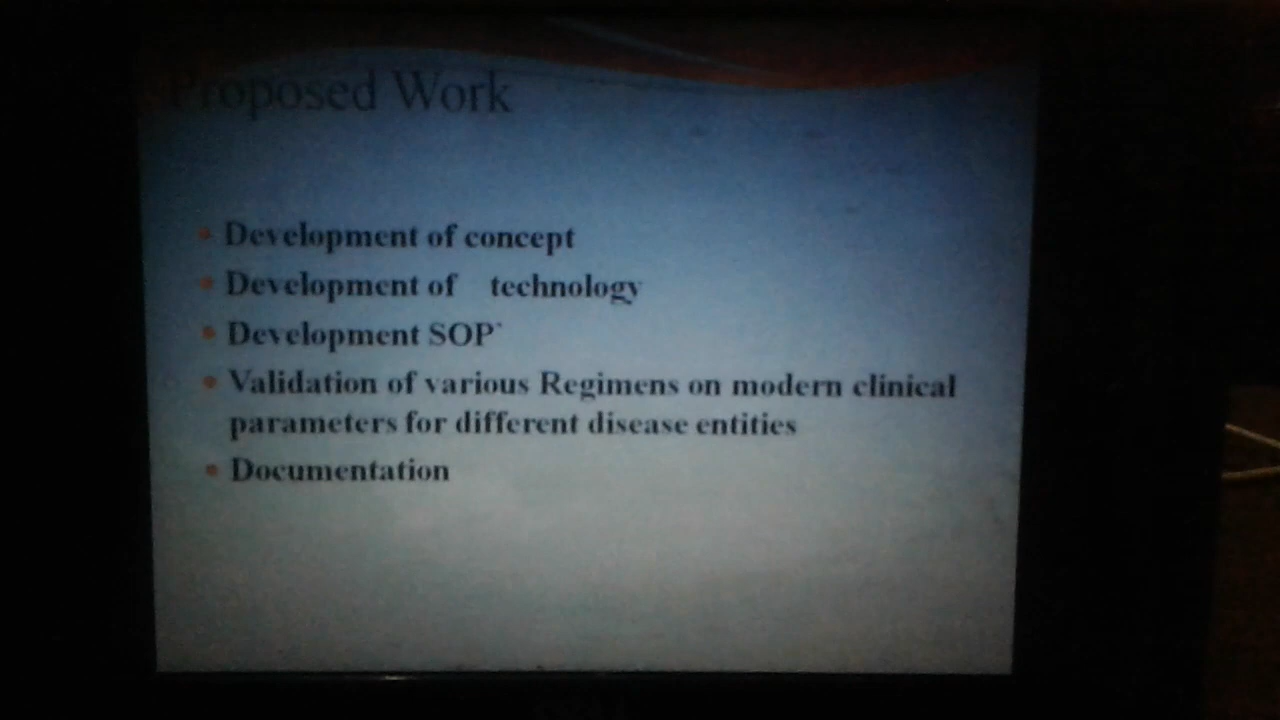 Proposed Work
Development of concept
Development of technology
Development SOP`
Validation of various Regimens on modern clinical
parameters for different disease entities
Documentation